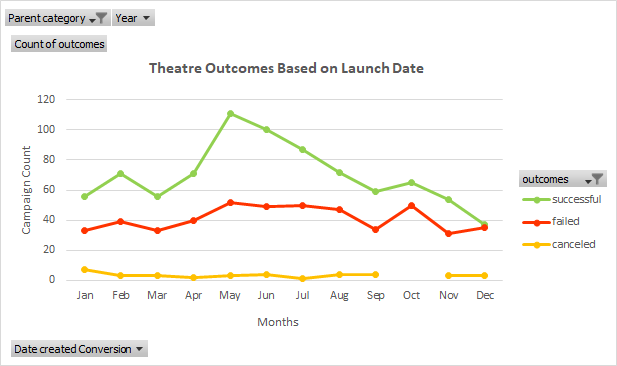 Parent category Year
Count of outcomes
Theatre Outcomes Based on Launch Date
120
100
80
60
40
20
0
Campaign Count
Jan Feb Mar Apr May Jun Jul Aug Sep Oct Nov Dec
Months
outcomes
successful
failed
canceled
Date created Conversion